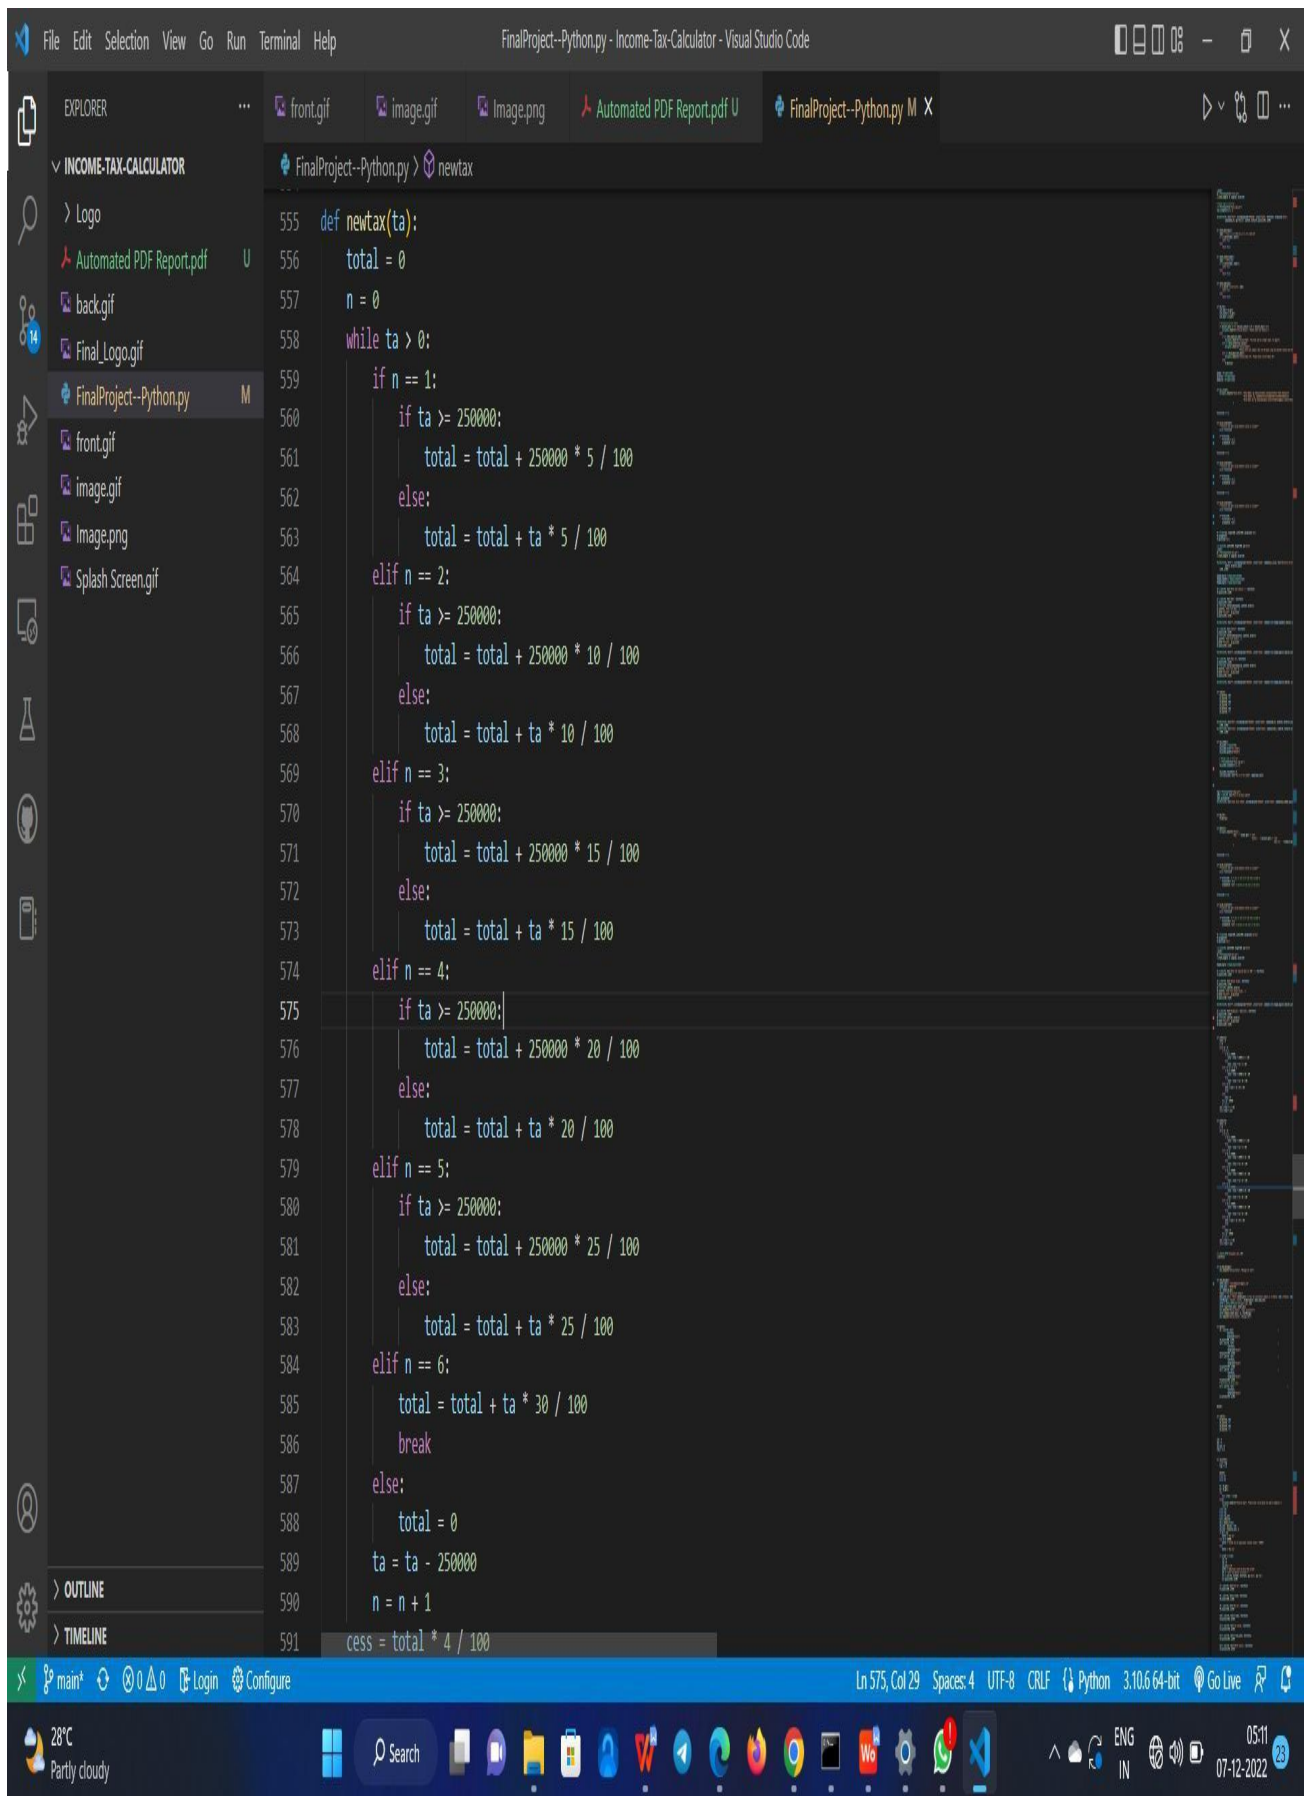 File Edit Selection View Go Run Terminal Help
FinalProject--Python.py - Income-Tax-Calculator - Visual Studio Code
EXPLORER
front.gif
image.gif
Image.png
Automated PDF Report.pdf U
FinalProject--Python.py M
INCOME-TAX-CALCULATOR
Logo
Automated PDF Report.pdf U
back.gif
Final_Logo.gif
FinalProject--Python.py M
front.gif
image.gif
Image.png
Splash Screen.gif
OUTLINE
TIMELINE
14
FinalProject--Python.py > newtax
555 def newtax(ta):
556 total = 0
557 n = 0
558 while ta > 0:
559 if n == 1:
560 if ta >= 250000:
561 total = total + 250000 * 5 / 100
562 else:
563 total = total + ta * 5 / 100
564 elif n == 2:
565 if ta >= 250000:
566 total = total + 250000 * 10 / 100
567 else:
568 total = total + ta * 10 / 100
569 elif n == 3:
570 if ta >= 250000:
571 total = total + 250000 * 15 / 100
572 else:
573 total = total + ta * 15 / 100
574 elif n == 4:
575 if ta >= 250000:
576 total = total + 250000 * 20 / 100
577 else:
578 total = total + ta * 20 / 100
579 elif n == 5:
580 if ta >= 250000:
581 total = total + 250000 * 25 / 100
582 else:
583 total = total + ta * 25 / 100
584 elif n == 6:
585 total = total + ta * 30 / 100
586 break
587 else:
588 total = 0
589 ta = ta - 250000
590 n = n + 1
591 cess = total * 4 / 100
main* 0 0 Login Configure
Ln 575, Col 29 Spaces: 4 UTF-8 CRLF Python 3.10.6 64-bit Go Live
28°C
Partly cloudy
Search
ENG
IN
05:11
07-12-2022
23